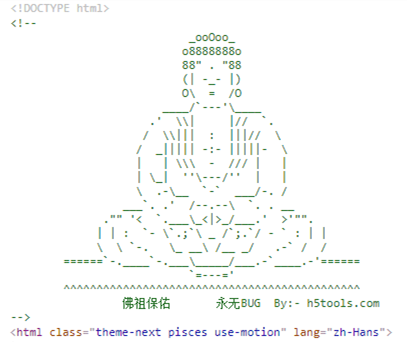 <!DOCTYPE html>
<!--
                           _ooOoo_
                          o8888888o
                          88" . "88
                          (| -_- |)
                          O\  =  /O
                       ____/`---'\____
                     .'  \\|     |//  `.
                    /  \\|||  :  |||//  \
                   /  _||||| -:- |||||-  \
                   |   | \\\  -  /// |   |
                   | \_|  ''\---/''  |   |
                   \  .-\__  `-`  ___/-. /
                 ___`. .'  /--.--\  `. . __
              ."" '<  `.___\_<|>_/___.'  >'"".
             | | :  `- \`.;`\ _ /`;.`/ - ` : | |
             \  \ `-.   \_ __\ /__ _/   .-` /  /
        ======`-.____`-.___\_____/___.-`____.-'======
                           `=---='
        ^^^^^^^^^^^^^^^^^^^^^^^^^^^^^^^^^^^^^^^^^^^^^
                 佛祖保佑       永无BUG  By:- h5tools.com
-->
<html class="theme-next pisces use-motion" lang="zh-Hans">